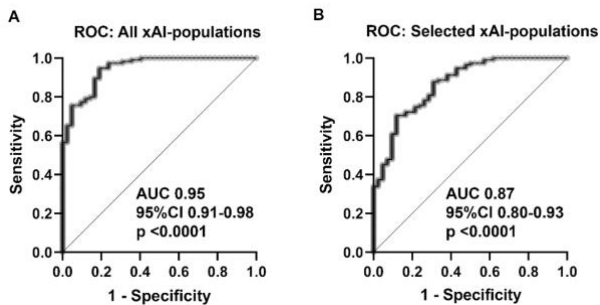 A
ROC: All xAI-populations
Sensitivity
1.0
0.8
0.6
0.4
0.2
0.0
AUC 0.95
95%CI 0.91-0.98
p <0.0001
0.0 0.2 0.4 0.6 0.8 1.0
1 - Specificity
B
ROC: Selected xAI-populations
Sensitivity
1.0
0.8
0.6
0.4
0.2
0.0
AUC 0.87
95%CI 0.80-0.93
p <0.0001
0.0 0.2 0.4 0.6 0.8 1.0
1 - Specificity